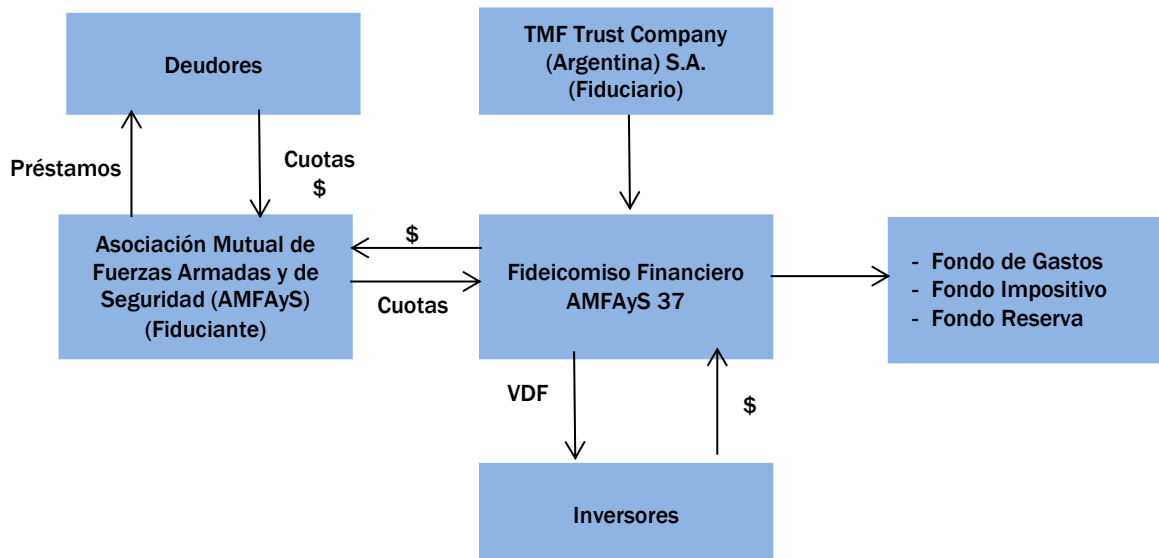 Deudores
TMF Trust Company
(Argentina) S.A.
(Fiduciario)
Préstamos
Cuotas
$
Asociación Mutual de
Fuerzas Armadas y de
Seguridad (AMFAyS)
(Fiduciante)
$
Cuotas
Fideicomiso Financiero
AMFAyS 37
- Fondo de Gastos
- Fondo Impositivo
- Fondo Reserva
VDF
$
Inversores